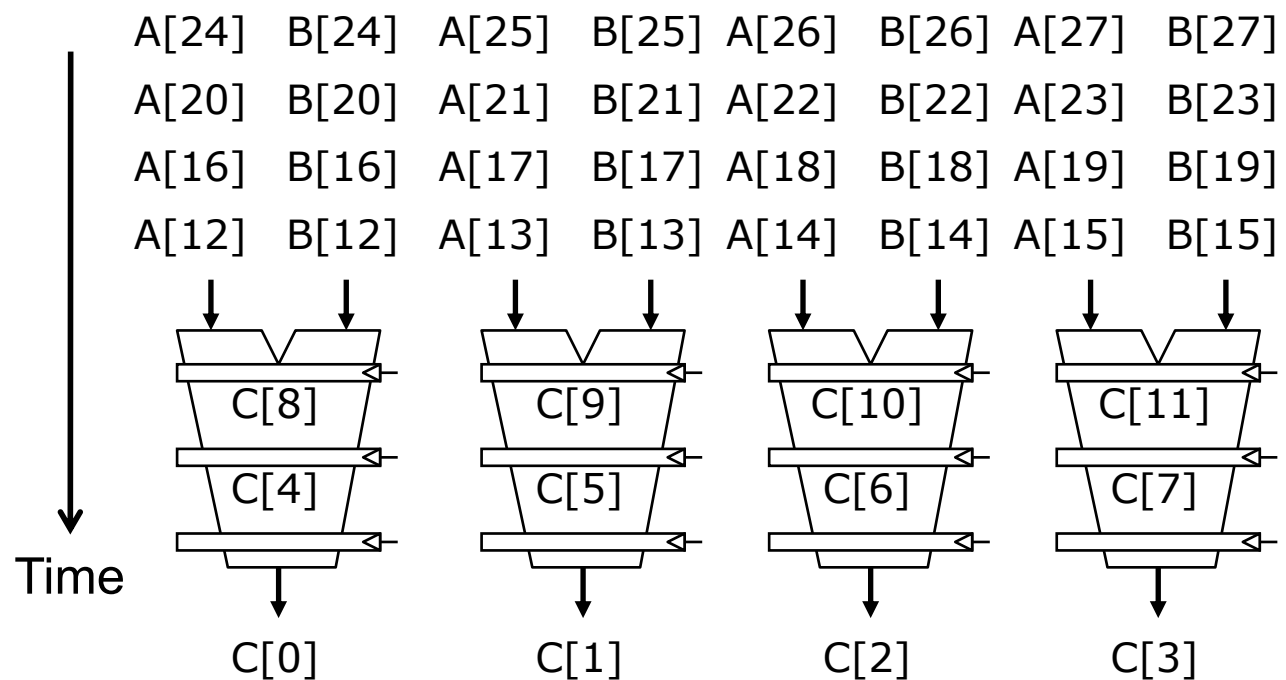 A[24] B[24] A[25] B[25] A[26] B[26] A[27] B[27]
A[20] B[20] A[21] B[21] A[22] B[22] A[23] B[23]
A[16] B[16] A[17] B[17] A[18] B[18] A[19] B[19]
A[12] B[12] A[13] B[13] A[14] B[14] A[15] B[15]
C[8] C[9] C[10] C[11]
C[4] C[5] C[6] C[7]
Time
C[0] C[1] C[2] C[3]